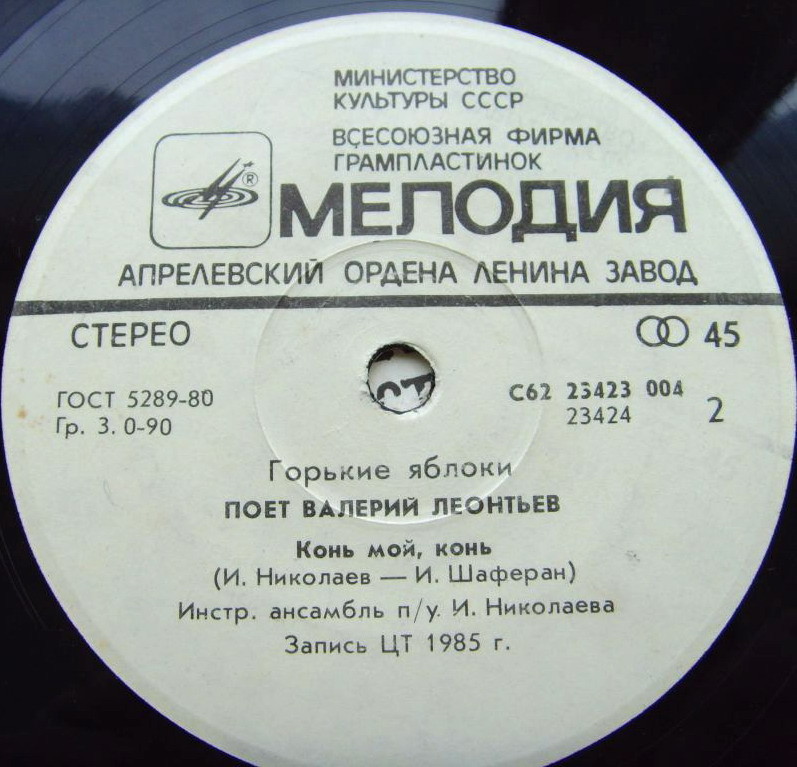 МИНИСТЕРСТВО
КУЛЬТУРЫ СССР
ВСЕСОЮЗНАЯ ФИРМА
ГРАМПЛАСТИНОК
®
МЕЛОДИЯ
АПРЕЛЕВСКИЙ ОРДЕНА ЛЕНИНА ЗАВОД
СТЕРЕО
45
ГОСТ 5289-80
Гр. 3. 0-90
С62 23423 004
23424
2
Горькие яблоки
ПОЕТ ВАЛЕРИЙ ЛЕОНТЬЕВ
Конь мой, конь
(И. Николаев — И. Шаферан)
Инстр. ансамбль п/у. И. Николаева
Запись ЦТ 1985 г.